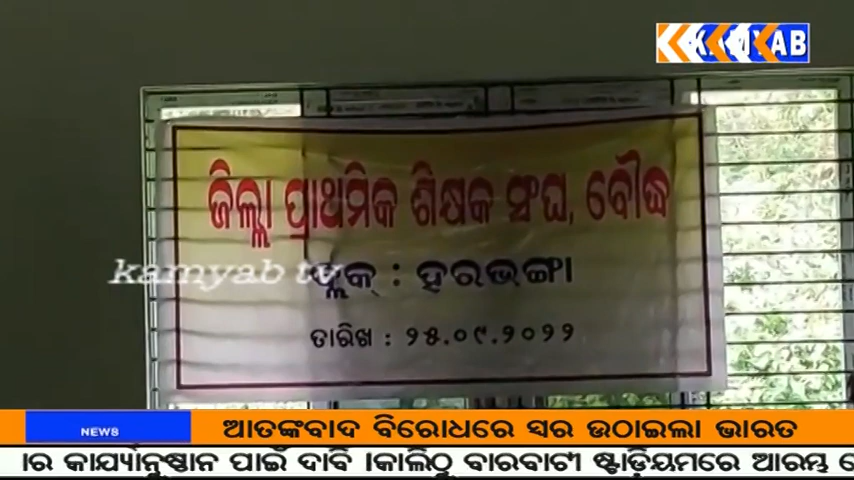 KAMYAB
ଜିଲ୍ଲା ପ୍ରାଥମିକ ଶିକ୍ଷକ ସଂଘ, ବୌଦ୍ଧ
kamyab tv
ବ୍ଲକ୍ : ହରଭଙ୍ଗା
ତାରିଖ : ୨୫.୦୯.୨୦୨୨
NEWS
ଆତଙ୍କବାଦ ବିରୋଧରେ ସ୍ୱର ଉଠାଇଲା ଭାରତ
ାର କାର୍ଯ୍ୟାନୁଷ୍ଠାନ ପାଇଁ ଦାବି ।କାଲିଠୁ ବାରବାଟୀ ଷ୍ଟାଡ଼ିୟମରେ ଆରମ୍ଭ